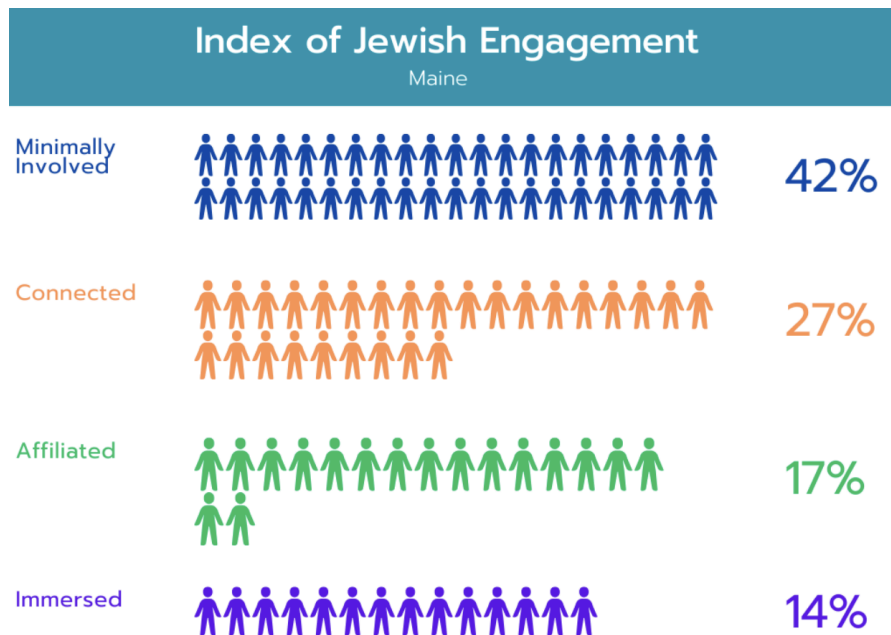 Index of Jewish Engagement
Maine
Minimally
Involved
42%
Connected
27%
Affiliated
17%
Immersed
14%